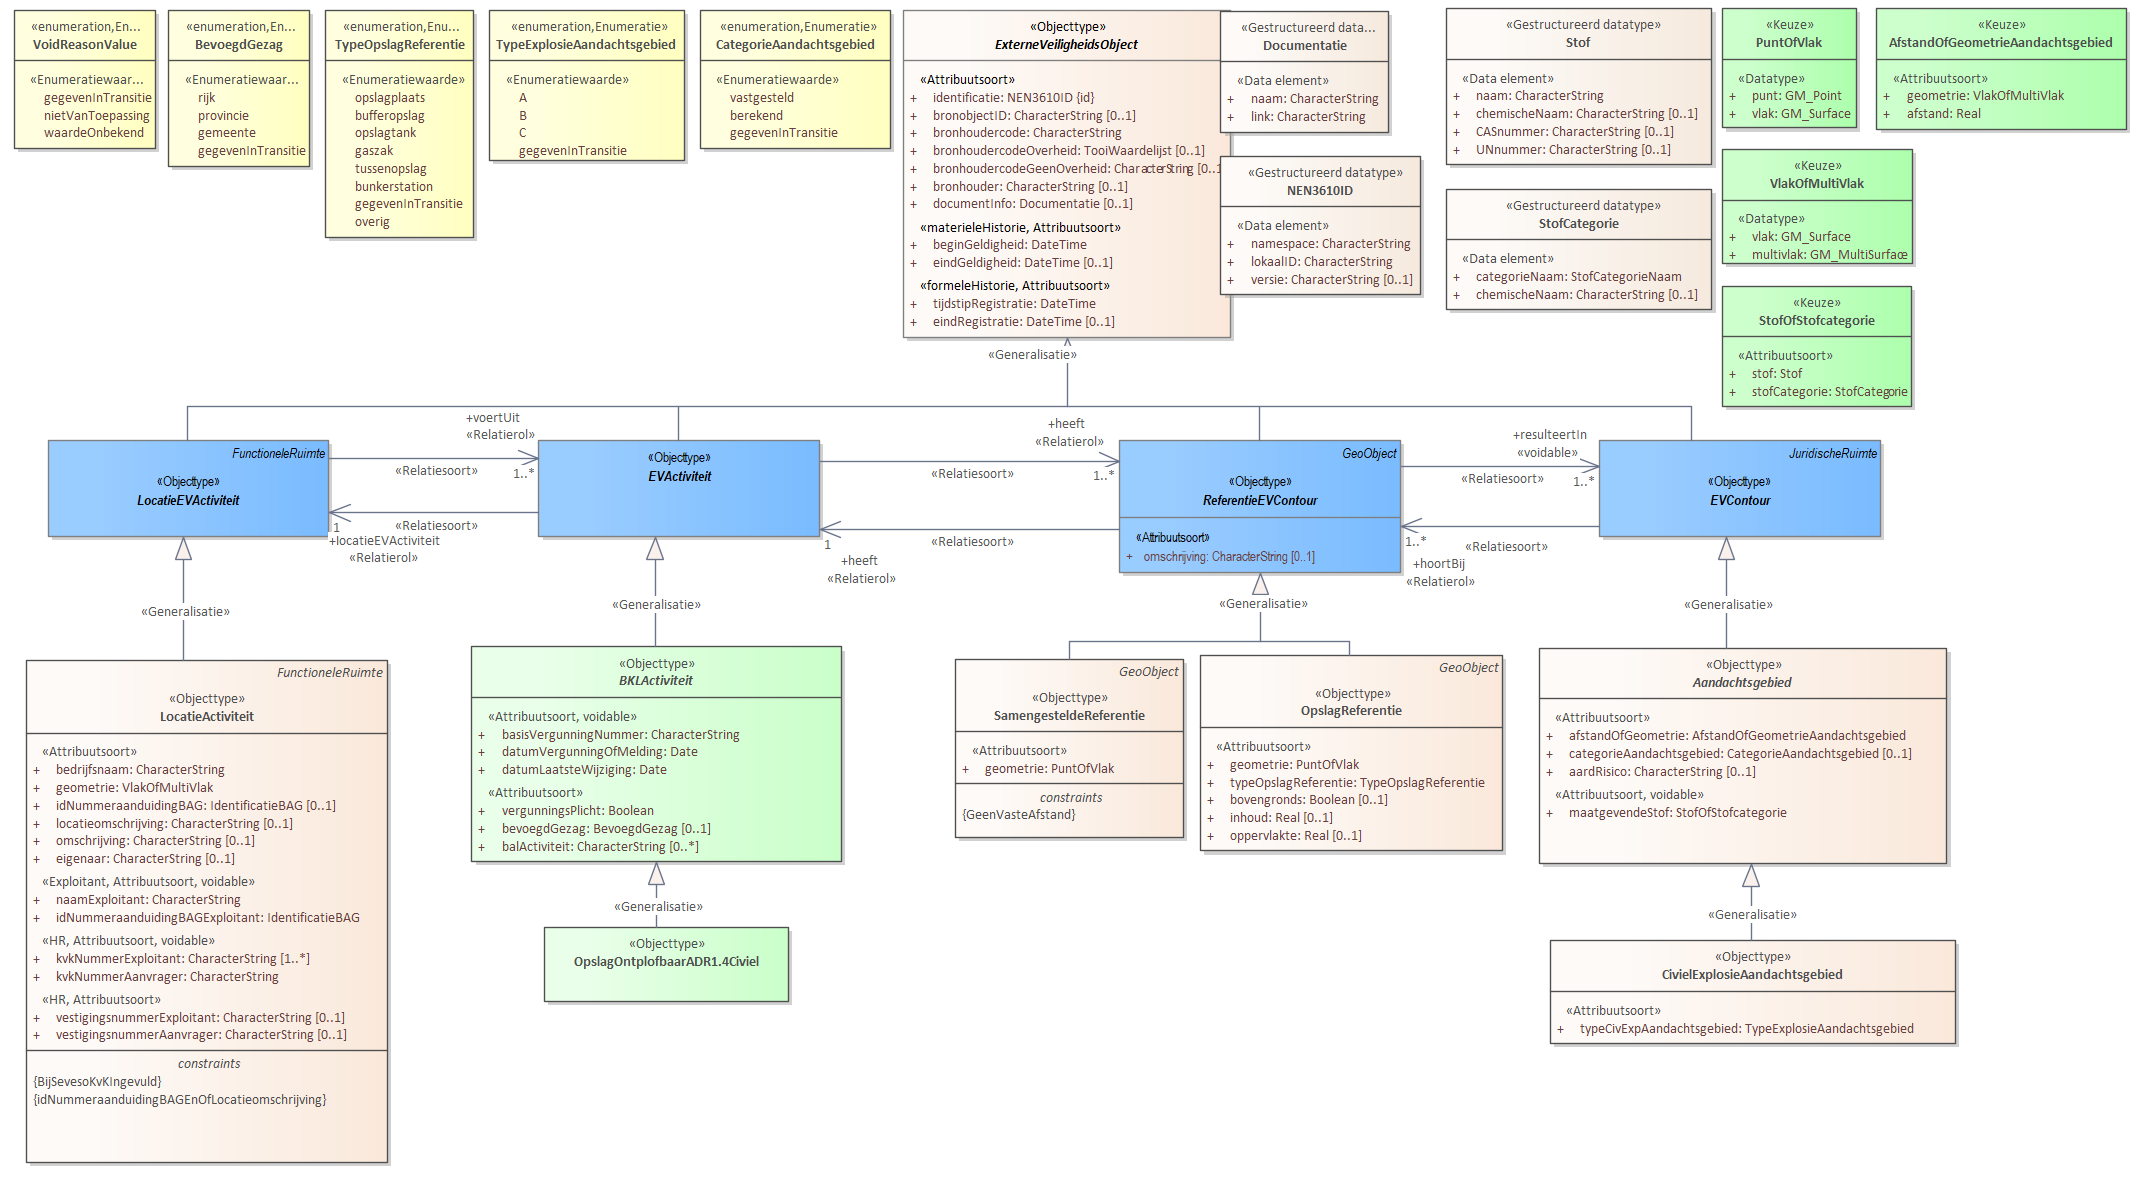 «enumeration,En...
VoidReasonValue
«Enumeratiewaar...
gegevenInTransitie
nietVanToepassing
waardeOnbekend
«enumeration,En...
BevoegdGezag
«Enumeratiewaar...
rijk
provincie
gemeente
gegevenInTransitie
«enumeration,Enu...
TypeOpslagReferentie
«Enumeratiewaarde»
opslagplaats
bufferopslag
opslagtank
gaszak
tussenopslag
bunkerstation
gegevenInTransitie
overig
«enumeration,Enumeratie»
TypeExplosieAandachtsgebied
«Enumeratiewaarde»
A
B
C
gegevenInTransitie
«enumeration,Enumeratie»
CategorieAandachtsgebied
«Enumeratiewaarde»
vastgesteld
berekend
gegevenInTransitie
«Objecttype»
ExterneVeiligheidsObject
«Attribuutsoort»
+ identificatie: NEN3610ID {id}
+ bronobjectID: CharacterString [0..1]
+ bronhoudercode: CharacterString
+ bronhoudercodeOverheid: TooiWaardelijst [0..1]
+ bronhoudercodeGeenOverheid: CharacterString [0..1
+ bronhouder: CharacterString [0..1]
+ documentInfo: Documentatie [0..1]
«materieleHistorie, Attribuutsoort»
+ beginGeldigheid: DateTime
+ eindGeldigheid: DateTime [0..1]
«formeleHistorie, Attribuutsoort»
+ tijdstipRegistratie: DateTime
+ eindRegistratie: DateTime [0..1]
«Gestructureerd data...
Documentatie
«Data element»
+ naam: CharacterString
+ link: CharacterString
«Gestructureerd datatype»
NEN3610ID
«Data element»
+ namespace: CharacterString
+ lokaalID: CharacterString
+ versie: CharacterString [0..1]
«Gestructureerd datatype»
Stof
«Data element»
+ naam: CharacterString
+ chemischeNaam: CharacterString [0..1]
+ CASnummer: CharacterString [0..1]
+ UNnummer: CharacterString [0..1]
«Gestructureerd datatype»
StofCategorie
«Data element»
+ categorieNaam: StofCategorieNaam
+ chemischeNaam: CharacterString [0..1]
«Keuze»
PuntOfVlak
«Datatype»
+ punt: GM_Point
+ vlak: GM_Surface
«Keuze»
VlakOfMultiVlak
«Datatype»
+ vlak: GM_Surface
+ multivlak: GM_MultiSurface
«Keuze»
StofOfStofcategorie
«Attribuutsoort»
+ stof: Stof
+ stofCategorie: StofCategorie
«Keuze»
AfstandOfGeometrieAandachtsgebied
«Attribuutsoort»
+ geometrie: VlakOfMultiVlak
+ afstand: Real
«Generalisatie»
FunctioneleRuimte
«Objecttype»
LocatieEVActiviteit
+voertUit
«Relatierol»
«Relatiesoort»
1..*
«Relatiesoort»
1
+locatieEVActiviteit
«Relatierol»
«Objecttype»
EVActiviteit
+heeft
«Relatierol»
«Relatiesoort»
1..*
«Relatiesoort»
1
+heeft
«Relatierol»
GeoObject
«Objecttype»
ReferentieEVContour
«Attribuutsoort»
+ omschrijving: CharacterString [0..1]
+resulteertIn
«voidable»
«Relatiesoort»
1..*
1..*
«Relatiesoort»
+hoortBij
«Relatierol»
JuridischeRuimte
«Objecttype»
EVContour
«Generalisatie»
«Generalisatie»
«Generalisatie»
«Generalisatie»
FunctioneleRuimte
«Objecttype»
LocatieActiviteit
«Attribuutsoort»
+ bedrijfsnaam: CharacterString
+ geometrie: VlakOfMultiVlak
+ idNummeraanduidingBAG: IdentificatieBAG [0..1]
+ locatieomschrijving: CharacterString [0..1]
+ omschrijving: CharacterString [0..1]
+ eigenaar: CharacterString [0..1]
«Exploitant, Attribuutsoort, voidable»
+ naamExploitant: CharacterString
+ idNummeraanduidingBAGExploitant: IdentificatieBAG
«HR, Attribuutsoort, voidable»
+ kvkNummerExploitant: CharacterString [1..*]
+ kvkNummerAanvrager: CharacterString
«HR, Attribuutsoort»
+ vestigingsnummerExploitant: CharacterString [0..1]
+ vestigingsnummerAanvrager: CharacterString [0..1]
constraints
{BijSevesoKvKIngevuld}
{idNummeraanduidingBAGEnOfLocatieomschrijving}
«Objecttype»
BKLActiviteit
«Attribuutsoort, voidable»
+ basisVergunningNummer: CharacterString
+ datumVergunningOfMelding: Date
+ datumLaatsteWijziging: Date
«Attribuutsoort»
+ vergunningsPlicht: Boolean
+ bevoegdGezag: BevoegdGezag [0..1]
+ balActiviteit: CharacterString [0..*]
«Generalisatie»
«Objecttype»
OpslagOntplofbaarADR1.4Civiel
GeoObject
«Objecttype»
SamengesteldeReferentie
«Attribuutsoort»
+ geometrie: PuntOfVlak
constraints
{GeenVasteAfstand}
GeoObject
«Objecttype»
OpslagReferentie
«Attribuutsoort»
+ geometrie: PuntOfVlak
+ typeOpslagReferentie: TypeOpslagReferentie
+ bovengronds: Boolean [0..1]
+ inhoud: Real [0..1]
+ oppervlakte: Real [0..1]
«Objecttype»
Aandachtsgebied
«Attribuutsoort»
+ afstandOfGeometrie: AfstandOfGeometrieAandachtsgebied
+ categorieAandachtsgebied: CategorieAandachtsgebied [0..1]
+ aardRisico: CharacterString [0..1]
«Attribuutsoort, voidable»
+ maatgevendeStof: StofOfStofcategorie
«Generalisatie»
«Objecttype»
CivielExplosieAandachtsgebied
«Attribuutsoort»
+ typeCivExpAandachtsgebied: TypeExplosieAandachtsgebied